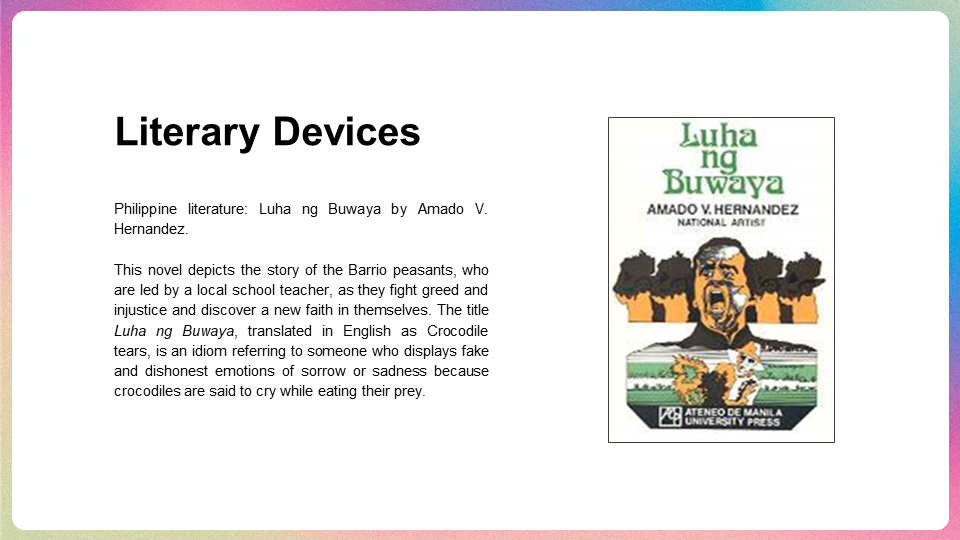 Literary Devices
Philippine literature: Luha ng Buwaya by Amado V.
Hernandez.
This novel depicts the story of the Barrio peasants, who
are led by a local school teacher, as they fight greed and
injustice and discover a new faith in themselves. The title
Luha ng Buwaya, translated in English as Crocodile
tears, is an idiom referring to someone who displays fake
and dishonest emotions of sorrow or sadness because
crocodiles are said to cry while eating their prey.
Luha
ng
Buwaya
AMADO V. HERNANDEZ
NATIONAL ARTIST
ATENEO DE MANILA
UNIVERSITY PRESS